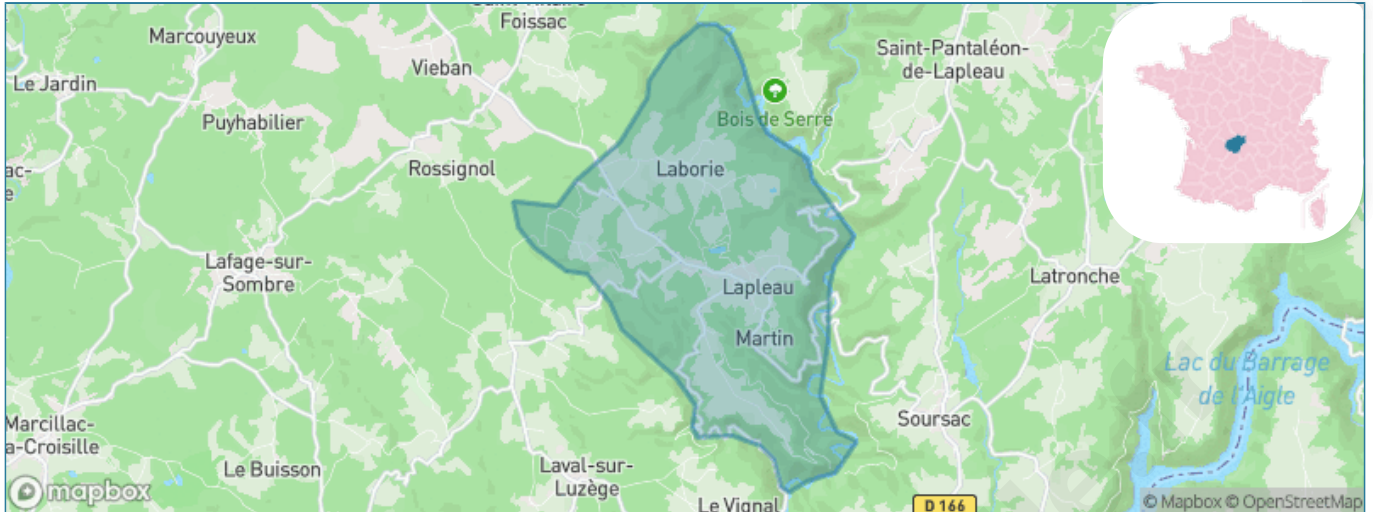 Foissac
Marcouyeux
Vieban
Saint-Pantaléon-
de-Lapleau
Le Jardin
Bois de Serre
Puyhabilier
Rossignol
Laborie
Lafage-sur-
Sombre
Latronche
Lapleau
Martin
Lac du Barrage
de l'Aigle
Soursac
Marcillac-
a-Croisille
Le Buisson
Laval-sur-
Luzège
Le Vignal
D 166
mapbox
© Mapbox © OpenStreetMap